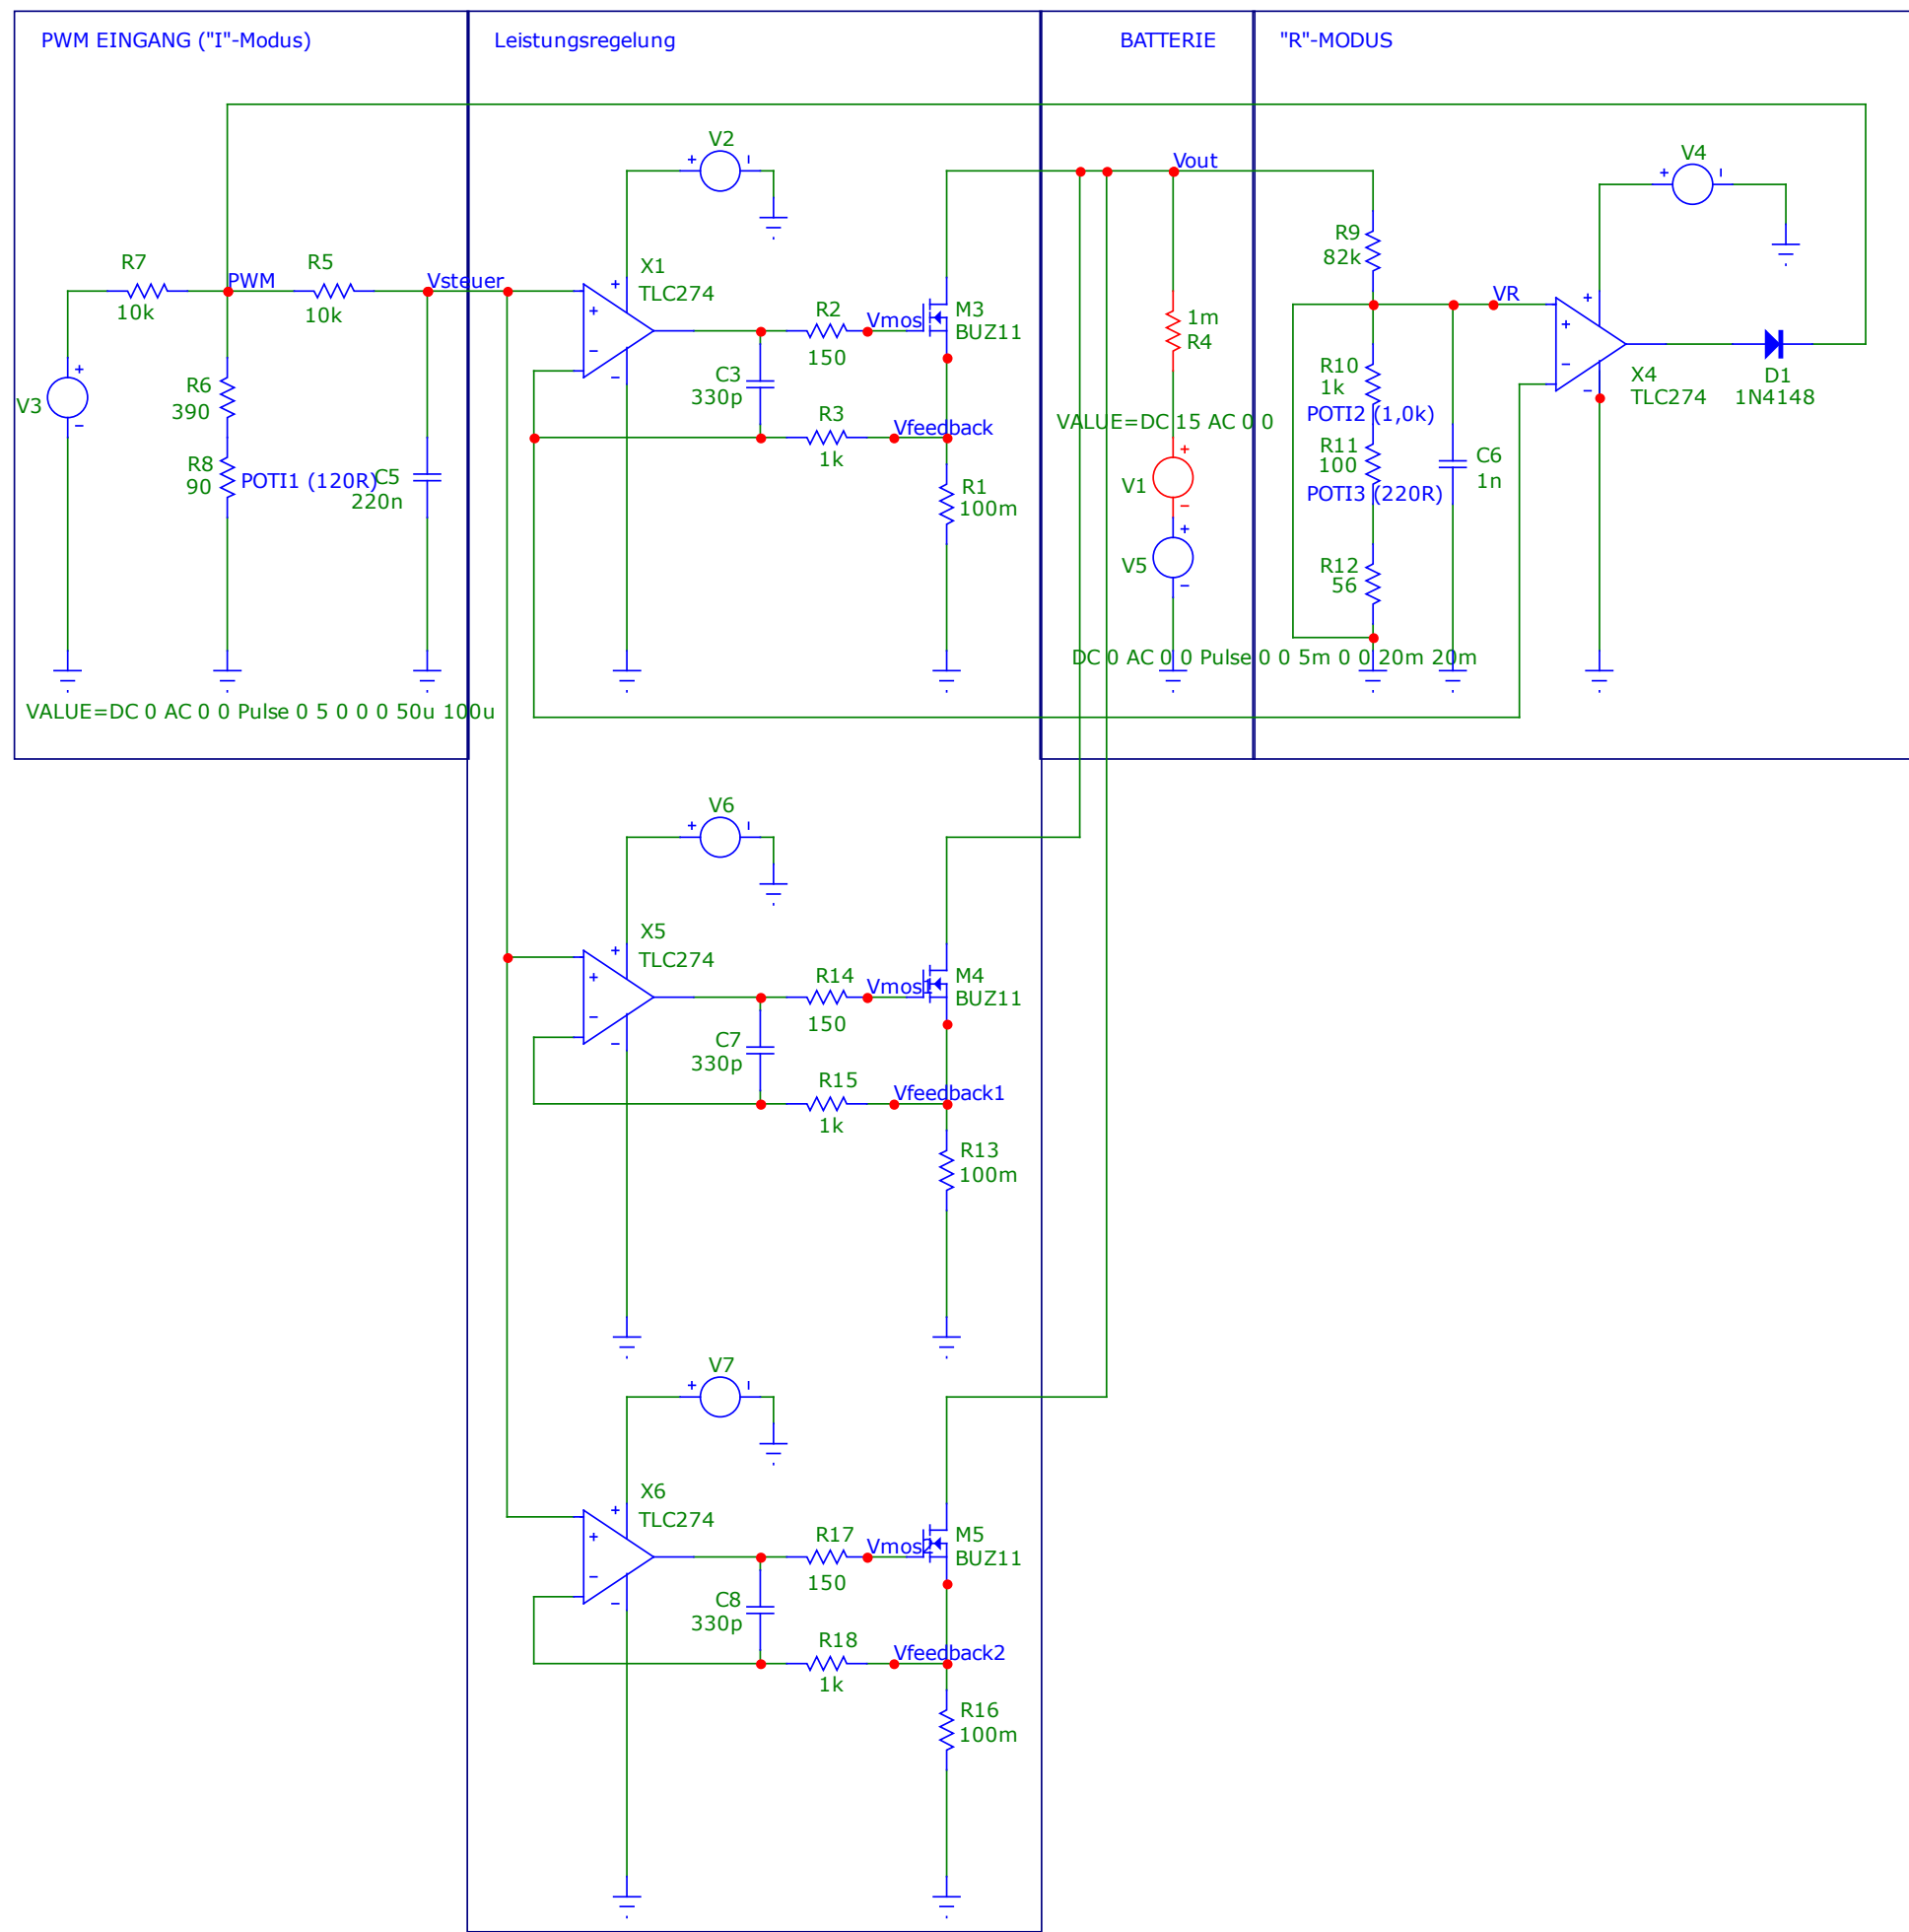 PWM EINGANG ("I"-Modus)
Leistungsregelung
BATTERIE
"R"-MODUS
V2
V4
Vout
R9
82k
R7
10k
PWM
R5
10k
Vsteuer
X1
TLC274
R2
150
Vmos
M3
BUZ11
1m
R4
VR
X4
TLC274
D1
1N4148
V3
R6
390
R8
90
POTI1 (120R)
C5
220n
C3
330p
R3
1k
Vfeedback
R1
100m
VALUE=DC 15 AC 0 0
V1
V5
R10
1k
POTI2 (1,0k)
R11
100
POTI3 (220R)
C6
1n
R12
56
DC 0 AC 0 0 Pulse 0 0 5m 0 0 20m 20m
VALUE=DC 0 AC 0 0 Pulse 0 5 0 0 0 50u 100u
V6
X5
TLC274
R14
150
Vmos1
M4
BUZ11
C7
330p
R15
1k
Vfeedback1
R13
100m
V7
X6
TLC274
R17
150
Vmos2
M5
BUZ11
C8
330p
R18
1k
Vfeedback2
R16
100m